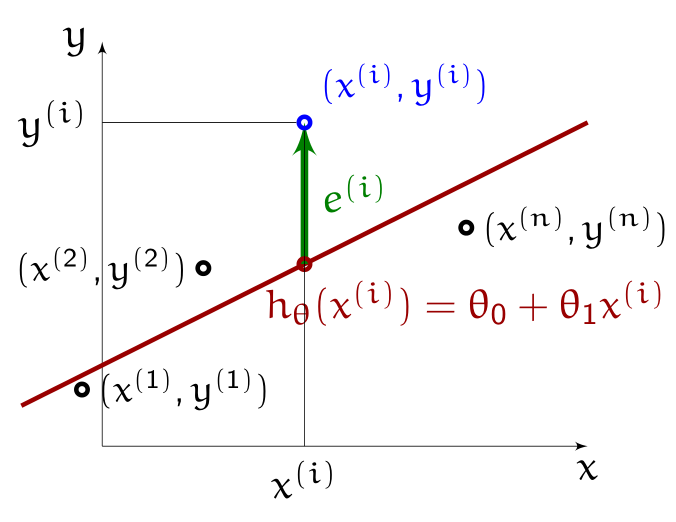 y
(x^{(i)}, y^{(i)})
y^{(i)}
e^{(i)}
(x^{(n)}, y^{(n)})
(x^{(2)}, y^{(2)})
h_θ(x^{(i)}) = θ_0 + θ_1x^{(i)}
(x^{(1)}, y^{(1)})
x
x^{(i)}